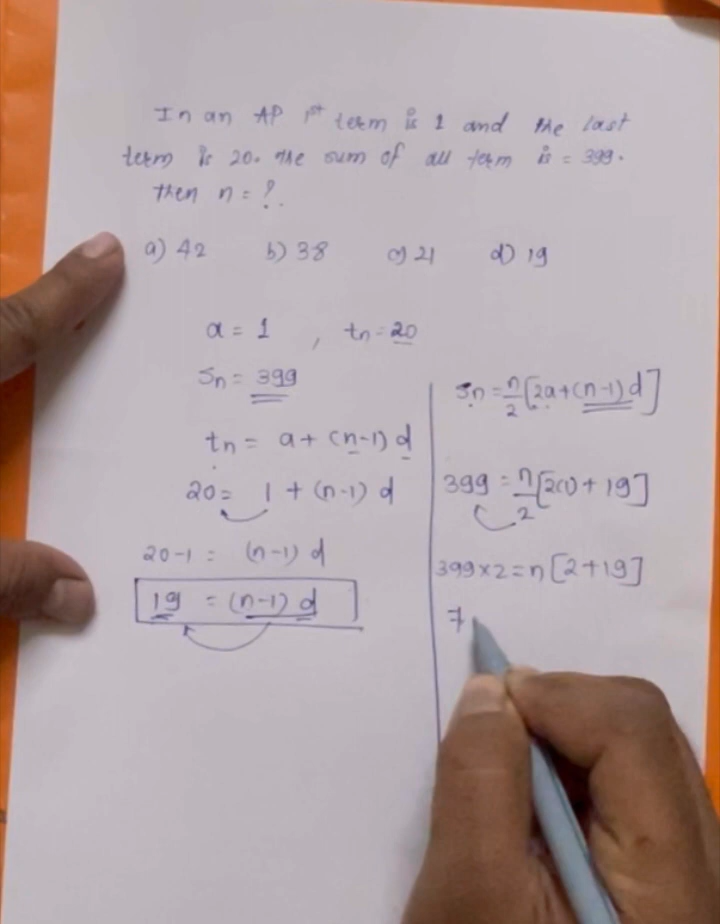 In an AP 1st term is 1 and the last
term is 20. The sum of all term is = 399.
then n = ?.
a) 42 b) 38 c) 21 d) 19
a = 1 , tn = 20
Sn = 399
tn = a + (n-1) d
20 = 1 + (n-1) d
20-1 = (n-1) d
19 = (n-1) d
Sn = n/2 [2a + (n-1) d]
399 = n/2 [2(1) + 19]
399 × 2 = n [2 + 19]
7